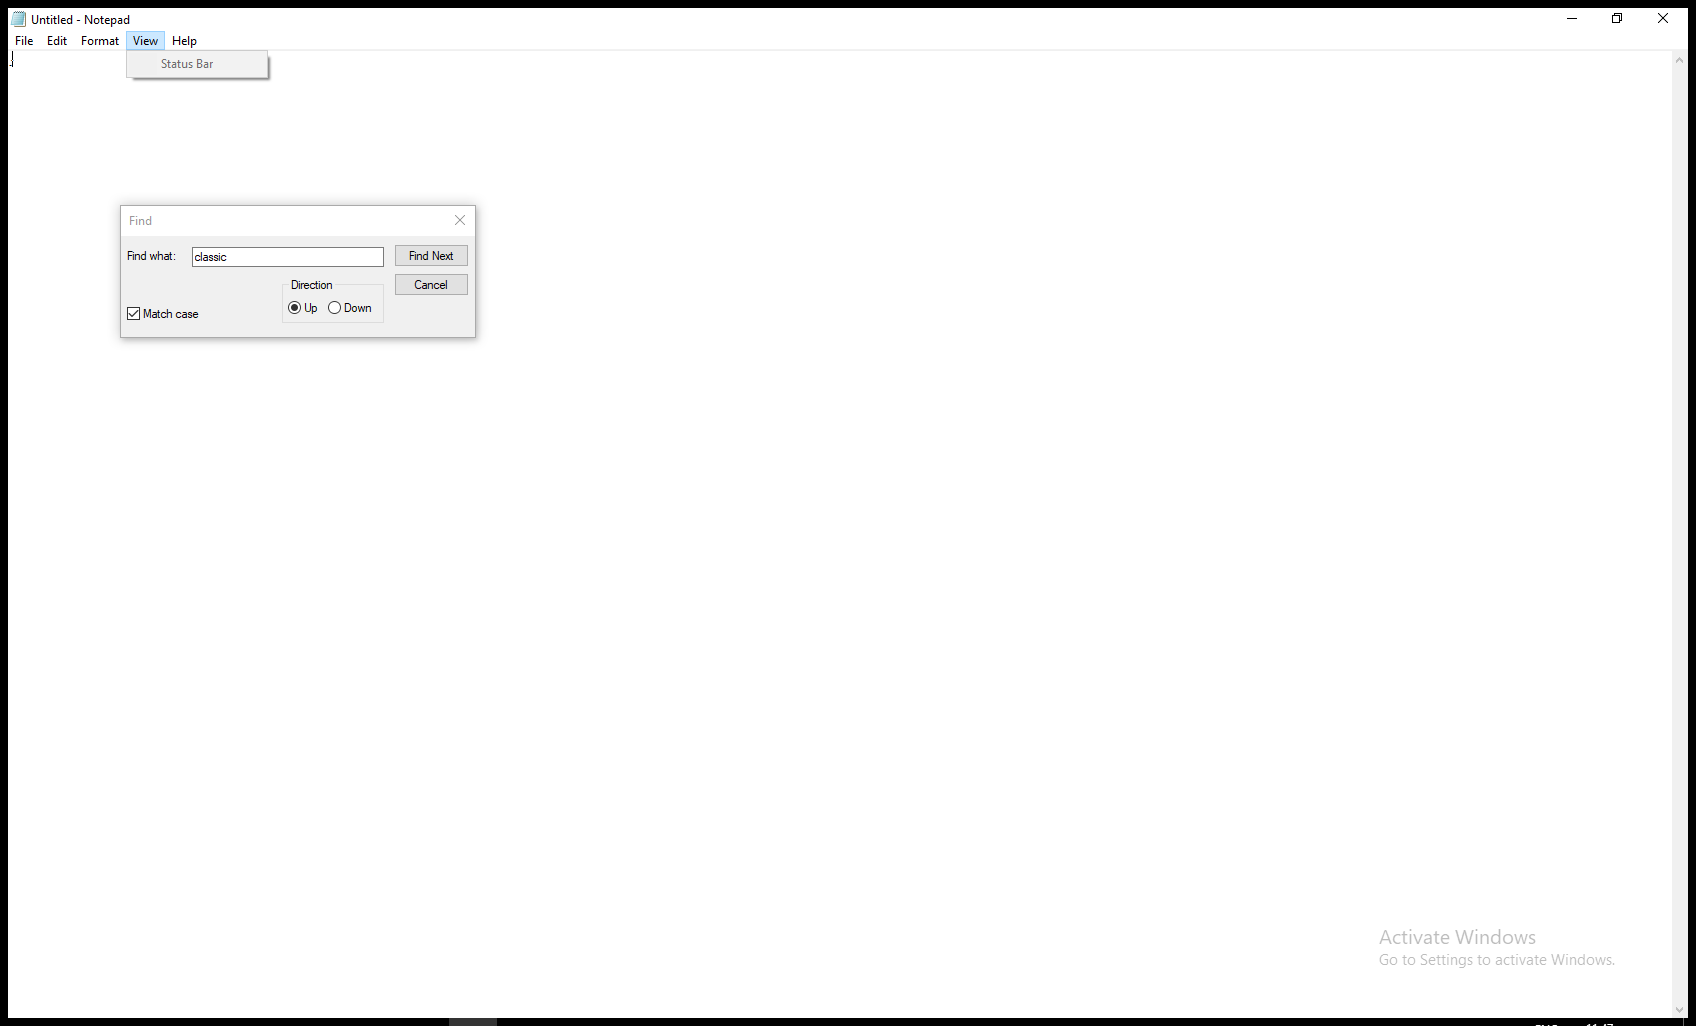 Untitled - Notepad
File Edit Format View Help
Status Bar
Find
Find what: classic Find Next
Direction Cancel
Up Down
Match case
Activate Windows
Go to Settings to activate Windows.